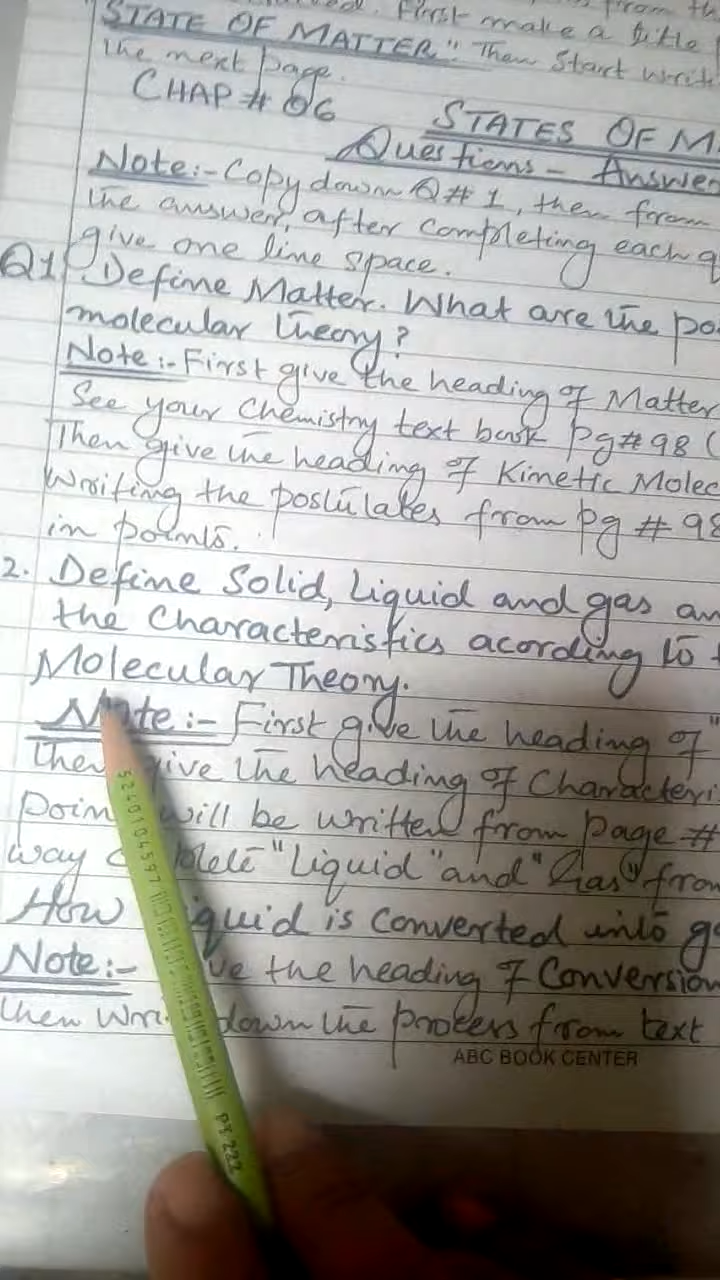 First make a title
STATE OF MATTER". Then Start
the next page.
CHAP # 06
STATES OF M
Questions - Answer
Note:- Copy down Q# 1, then from
the answer, after completing each q
give one line space.
Q1. Define Matter. What are the po
molecular theory?
Note:- First give the heading of Matter
See your chemistry text book pg# 98 (
Then give the heading of Kinetic Molec
Writing the postulates from pg # 98
in points.
2. Define Solid, Liquid and gas an
the characteristics acording to
Molecular Theory.
Note:- First give the heading of "
give the heading of Characteri
will be written from page #
way "Liquid" and "Gas" from
How is converted into g
Note:- the heading of Conversion
then down the process from text
ABC BOOK CENTER
52401 04597
PT 222